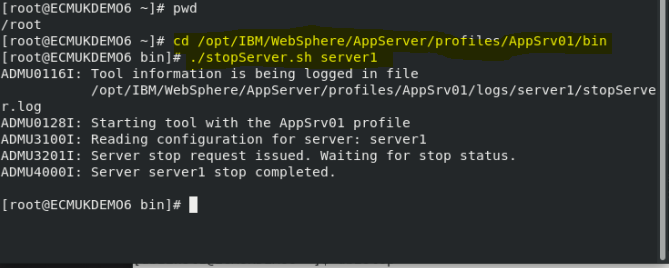 [root@ECMUKDEMO6 ~]# pwd
/root
[root@ECMUKDEMO6 ~]# cd /opt/IBM/WebSphere/AppServer/profiles/AppSrv01/bin
[root@ECMUKDEMO6 bin]# ./stopServer.sh server1
ADMU0116I: Tool information is being logged in file
           /opt/IBM/WebSphere/AppServer/profiles/AppSrv01/logs/server1/stopServe
r.log
ADMU0128I: Starting tool with the AppSrv01 profile
ADMU3100I: Reading configuration for server: server1
ADMU3201I: Server stop request issued. Waiting for stop status.
ADMU4000I: Server server1 stop completed.
[root@ECMUKDEMO6 bin]#